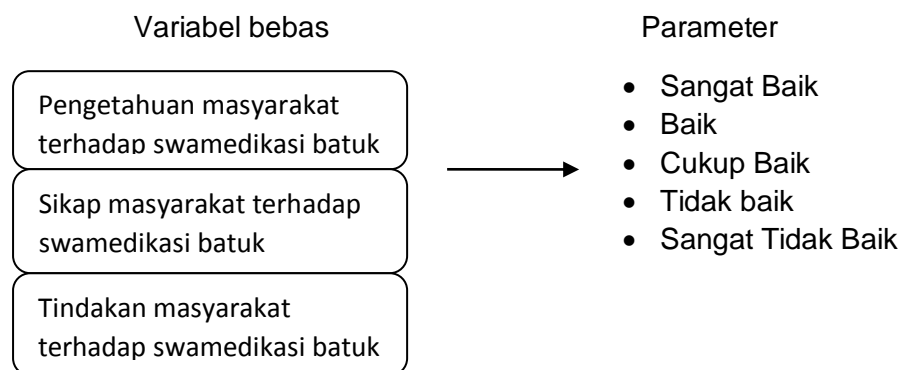 Variabel bebas
Pengetahuan masyarakat
terhadap swamedikasi batuk
Sikap masyarakat terhadap
swamedikasi batuk
Tindakan masyarakat
terhadap swamedikasi batuk
Parameter
• Sangat Baik
• Baik
• Cukup Baik
• Tidak baik
• Sangat Tidak Baik